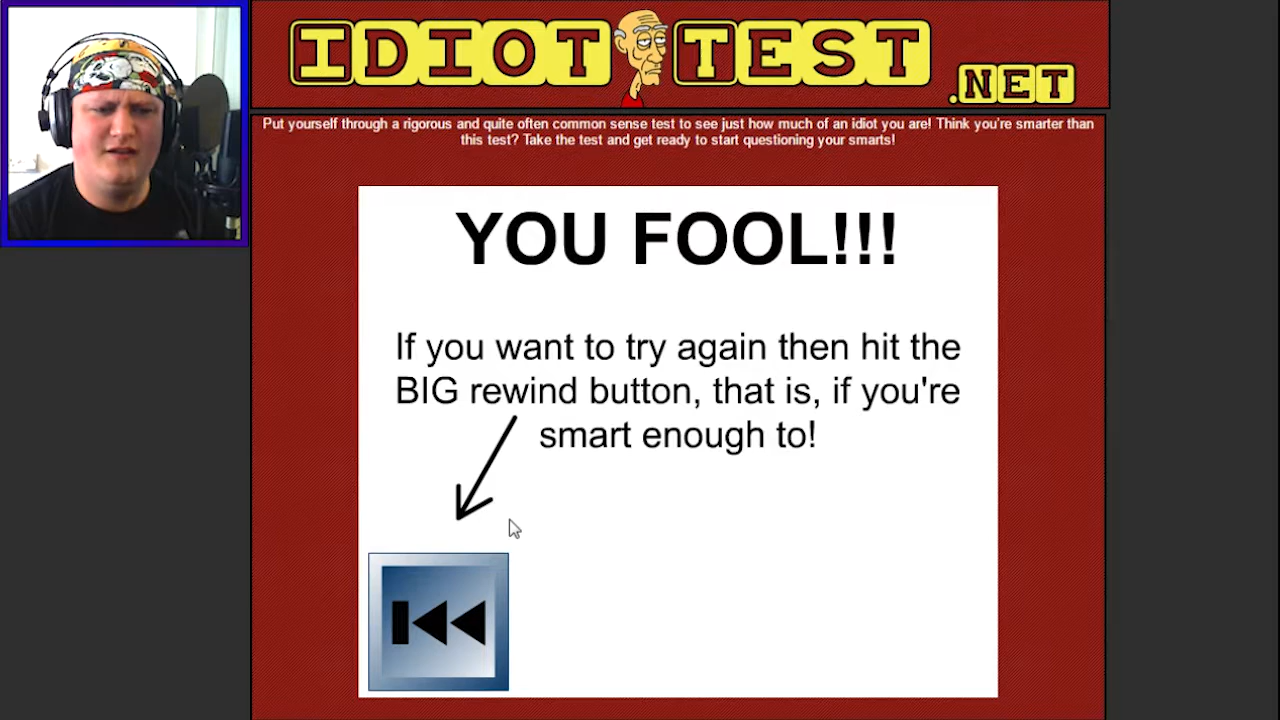 IDIOT TEST
.NET
Put yourself through a rigorous and quite often common sense test to see just how much of an idiot you are! Think you're smarter than
this test? Take the test and get ready to start questioning your smarts!
YOU FOOL!!!
If you want to try again then hit the
BIG rewind button, that is, if you're
smart enough to!